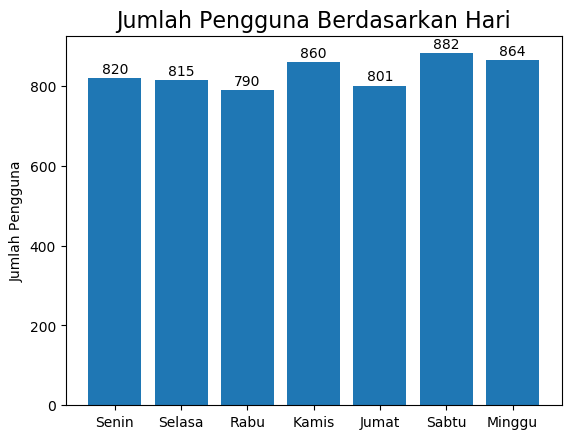 Jumlah Pengguna Berdasarkan Hari
820 815 790 860 801 882 864
Jumlah Pengguna
800
600
400
200
0
Senin Selasa Rabu Kamis Jumat Sabtu Minggu